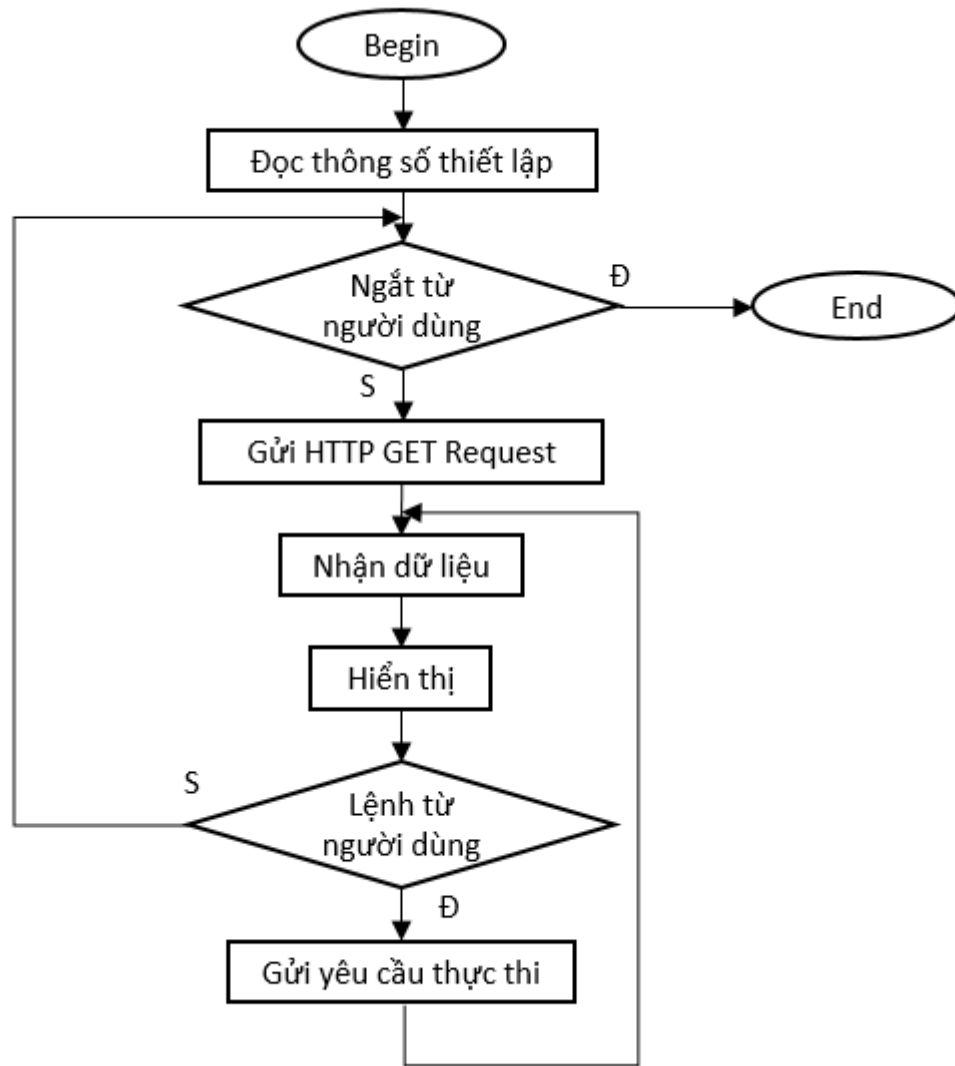 Begin
Đọc thông số thiết lập
Ngắt từ
người dùng
Đ
End
S
Gửi HTTP GET Request
Nhận dữ liệu
Hiển thị
S
Lệnh từ
người dùng
Đ
Gửi yêu cầu thực thi